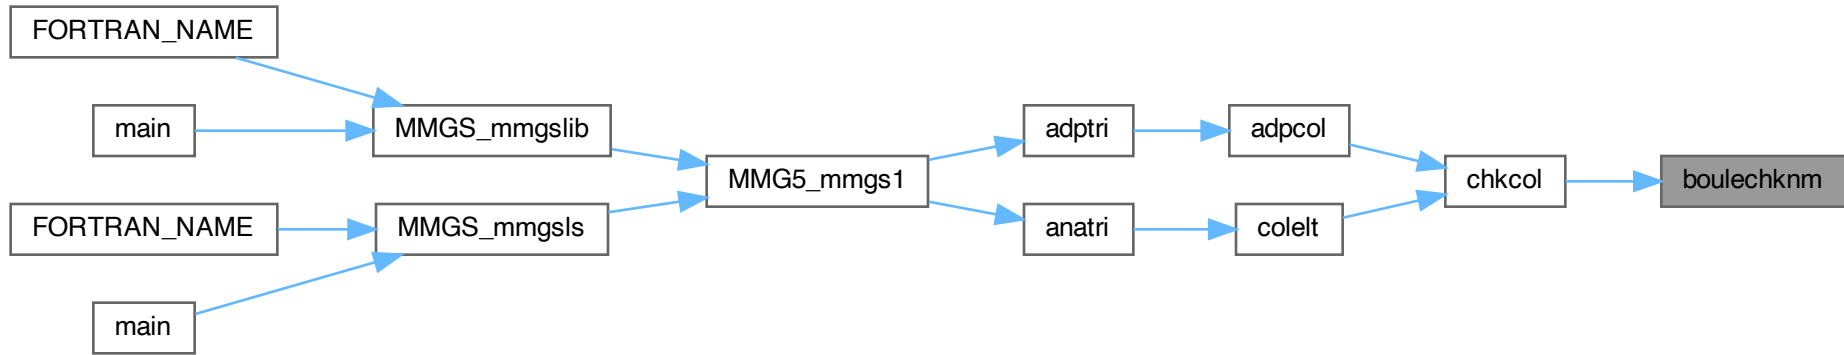 FORTRAN_NAME
main
MMGS_mmgslib
adptri
adpcol
MMG5_mmgs1
chkcol
boulechknm
FORTRAN_NAME
MMGS_mmgsls
anatri
colelt
main